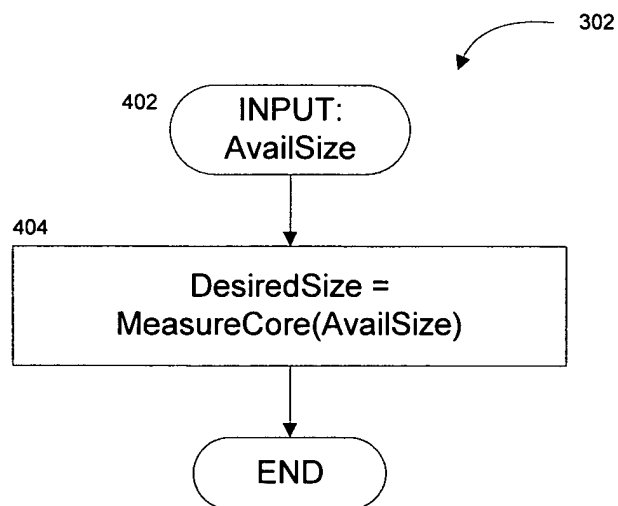 302
402
INPUT:
AvailSize
404
DesiredSize =
MeasureCore(AvailSize)
END